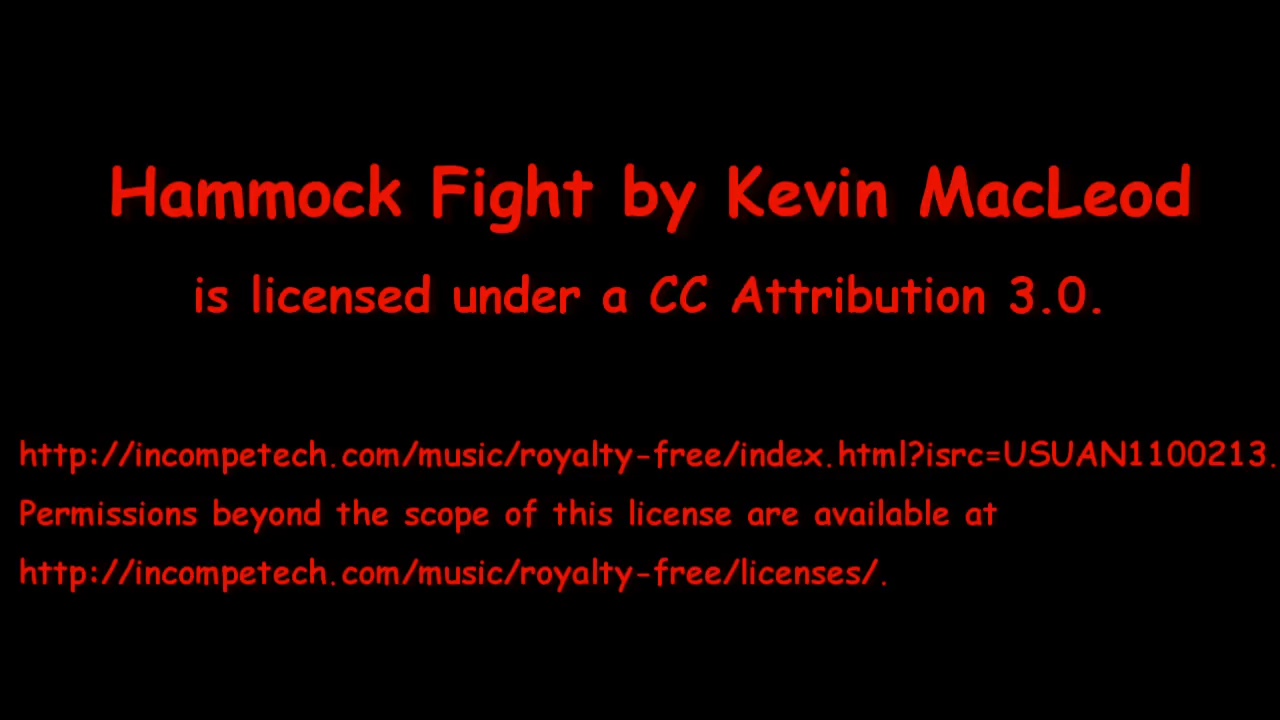 Hammock Fight by Kevin MacLeod
is licensed under a CC Attribution 3.0.
http://incompetech.com/music/royalty-free/index.html?isrc=USUAN1100213.
Permissions beyond the scope of this license are available at
http://incompetech.com/music/royalty-free/licenses/.